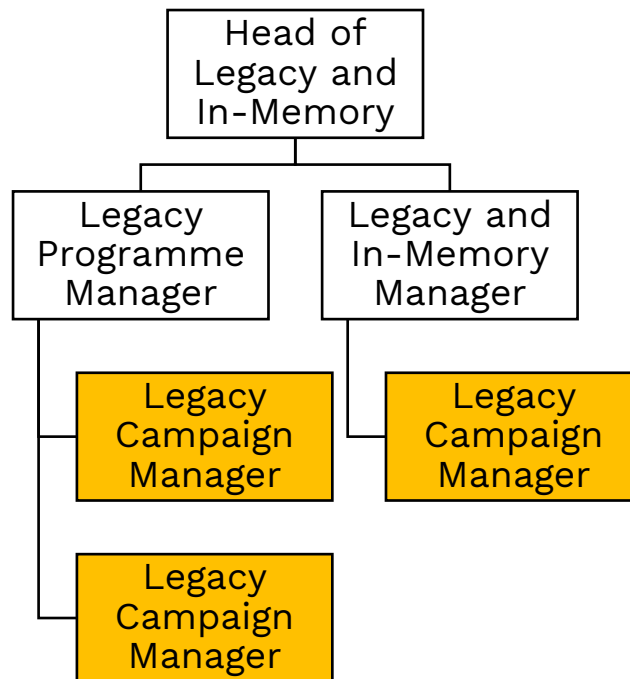 Head of
Legacy and
In-Memory
Legacy
Programme
Manager
Legacy and
In-Memory
Manager
Legacy
Campaign
Manager
Legacy
Campaign
Manager
Legacy
Campaign
Manager